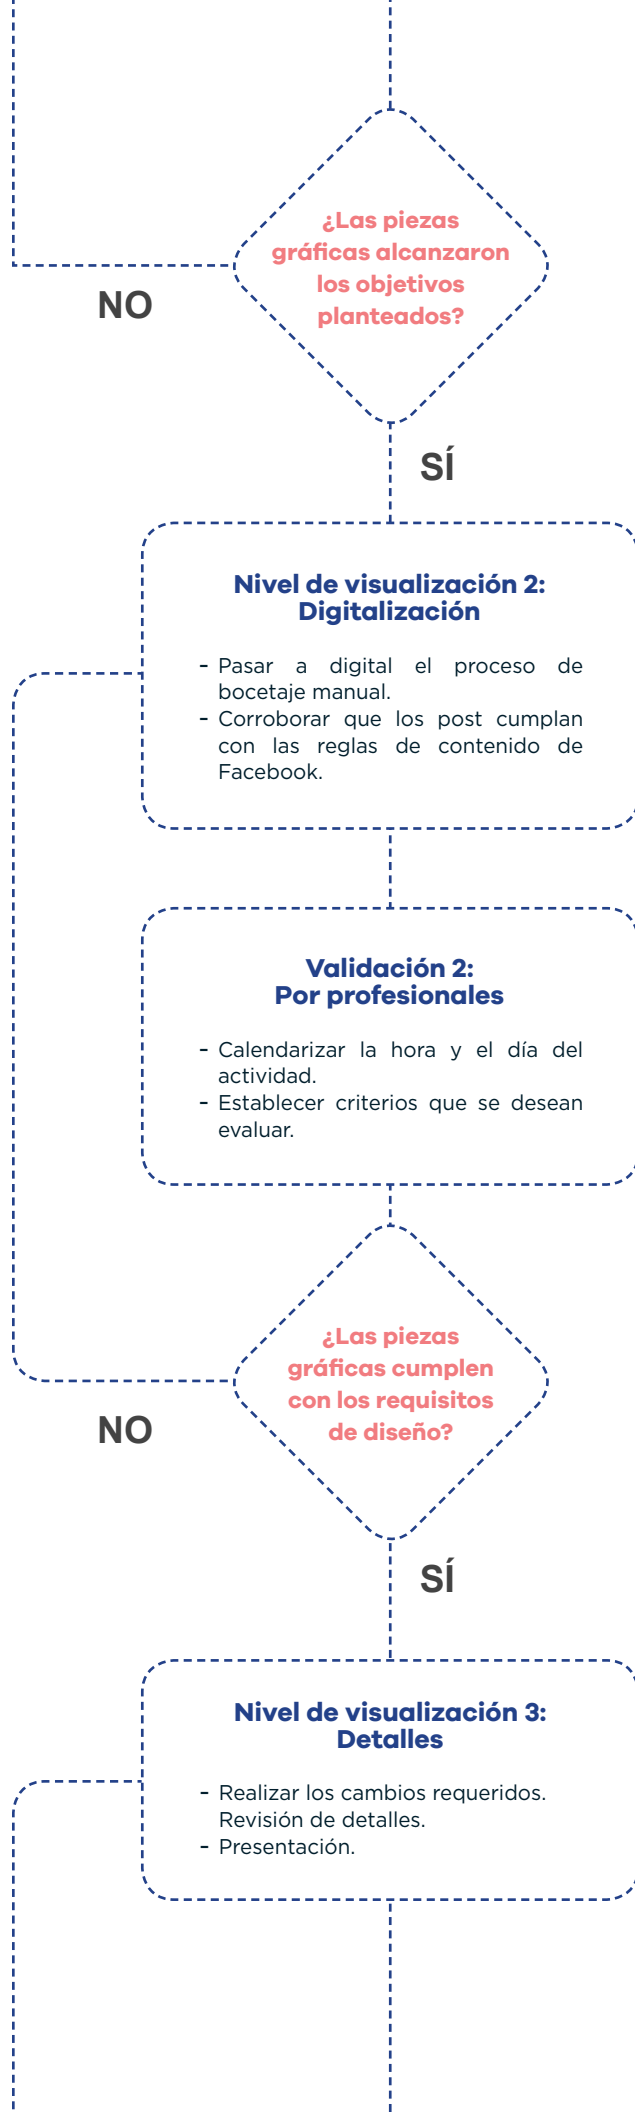 ¿Las piezas
gráficas alcanzaron
los objetivos
planteados?
NO
SÍ
Nivel de visualización 2:
Digitalización
- Pasar a digital el proceso de
bocetaje manual.
- Corroborar que los post cumplan
con las reglas de contenido de
Facebook.
Validación 2:
Por profesionales
- Calendarizar la hora y el día del
actividad.
- Establecer criterios que se desean
evaluar.
¿Las piezas
gráficas cumplen
con los requisitos
de diseño?
NO
SÍ
Nivel de visualización 3:
Detalles
- Realizar los cambios requeridos.
Revisión de detalles.
- Presentación.